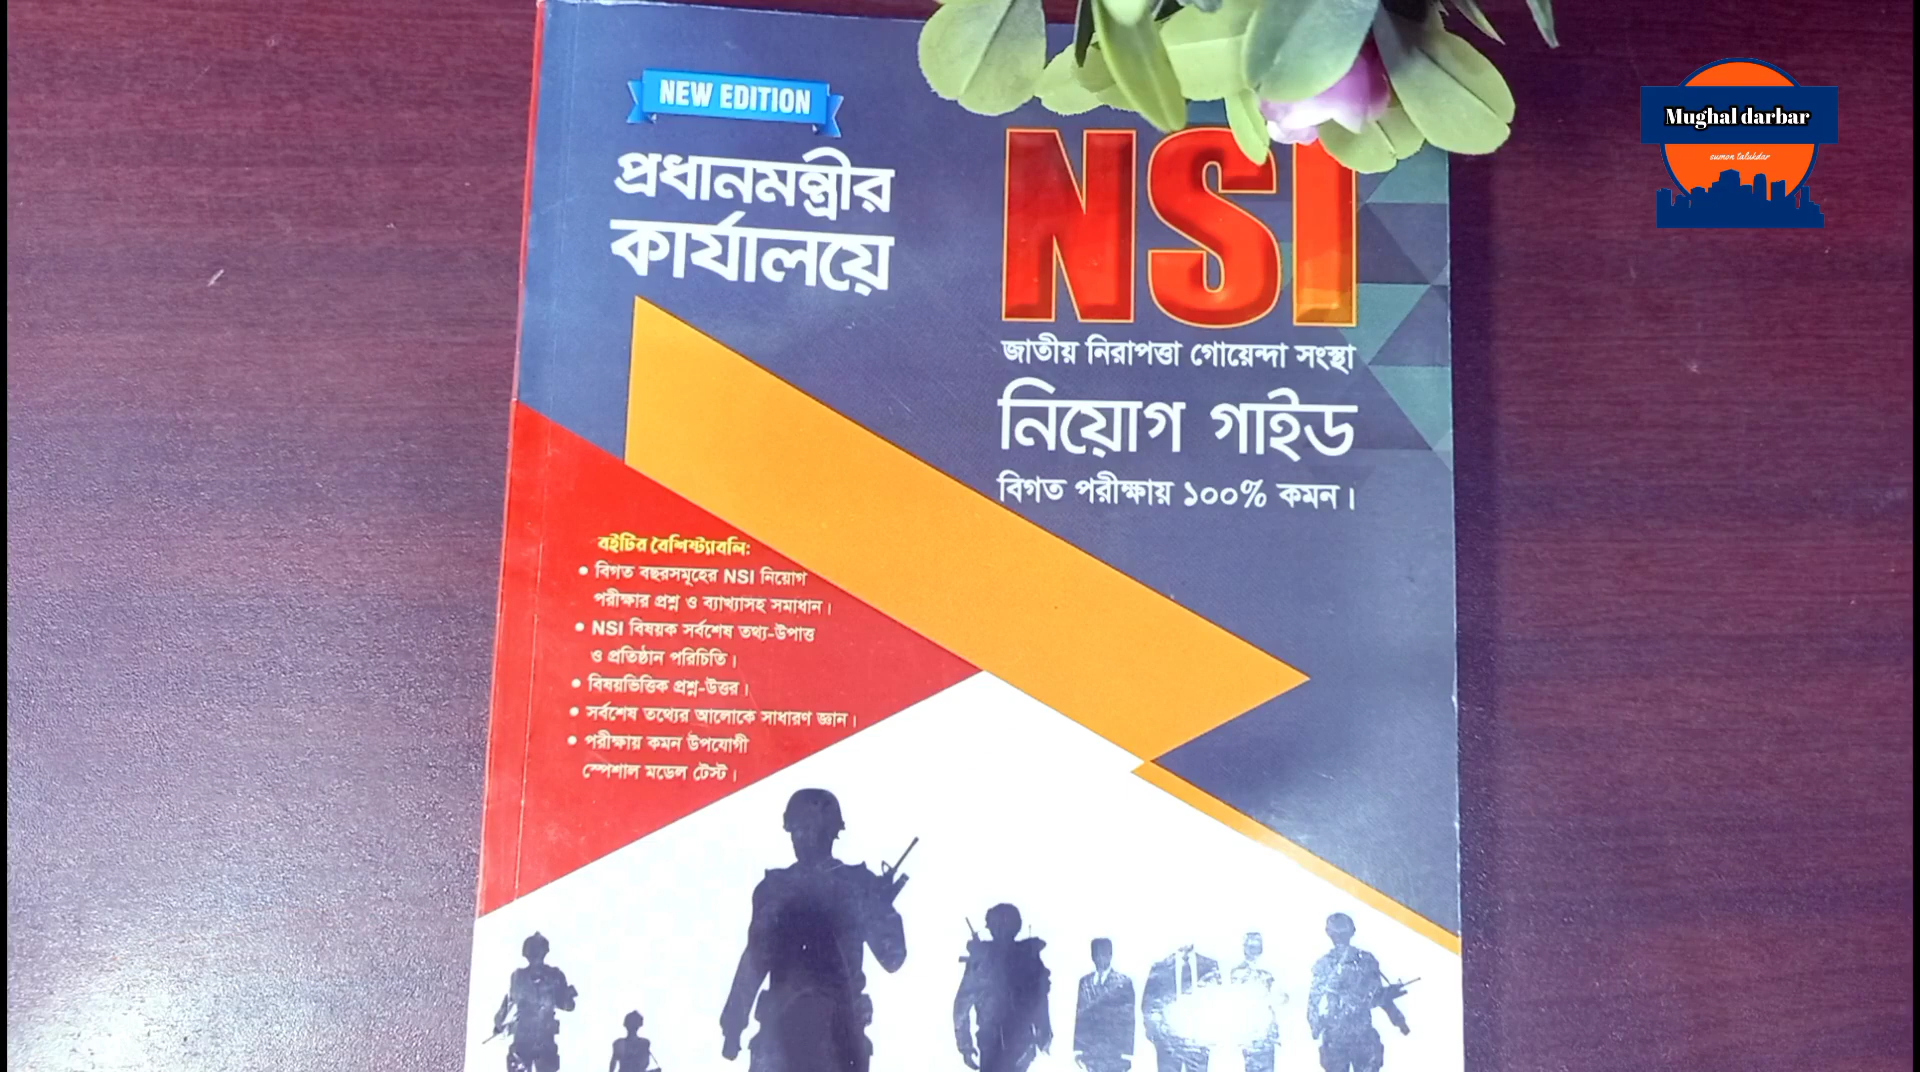 NEW EDITION
প্রধানমন্ত্রীর
কার্যালয়ে
NSI
জাতীয় নিরাপত্তা গোয়েন্দা সংস্থা
নিয়োগ গাইড
বিগত পরীক্ষায় ১০০% কমন।
বইটির বৈশিষ্ট্যাবলি:
• বিগত বছরসমূহের NSI নিয়োগ
পরীক্ষার প্রশ্ন ও ব্যাখ্যাসহ সমাধান।
• NSI বিষয়ক সর্বশেষ তথ্য-উপাত্ত
ও প্রতিষ্ঠান পরিচিতি।
• বিষয়ভিত্তিক প্রশ্ন-উত্তর।
• সর্বশেষ তথ্যের আলোকে সাধারণ জ্ঞান।
• পরীক্ষায় কমন উপযোগী
স্পেশাল মডেল টেস্ট।
Mughal darbar
sumon talukdar